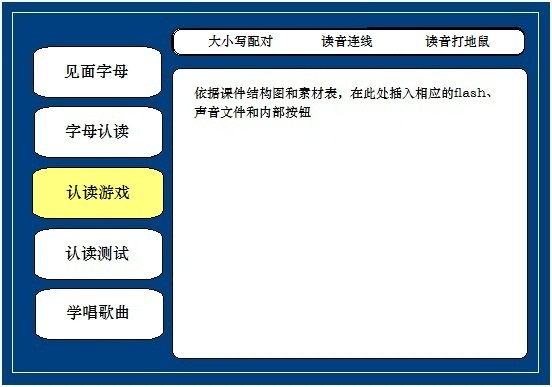 大小写配对 读音连线 读音打地鼠
见面字母
字母认读
认读游戏
认读测试
学唱歌曲
依据课件结构图和素材表，在此处插入相应的flash、
声音文件和内部按钮